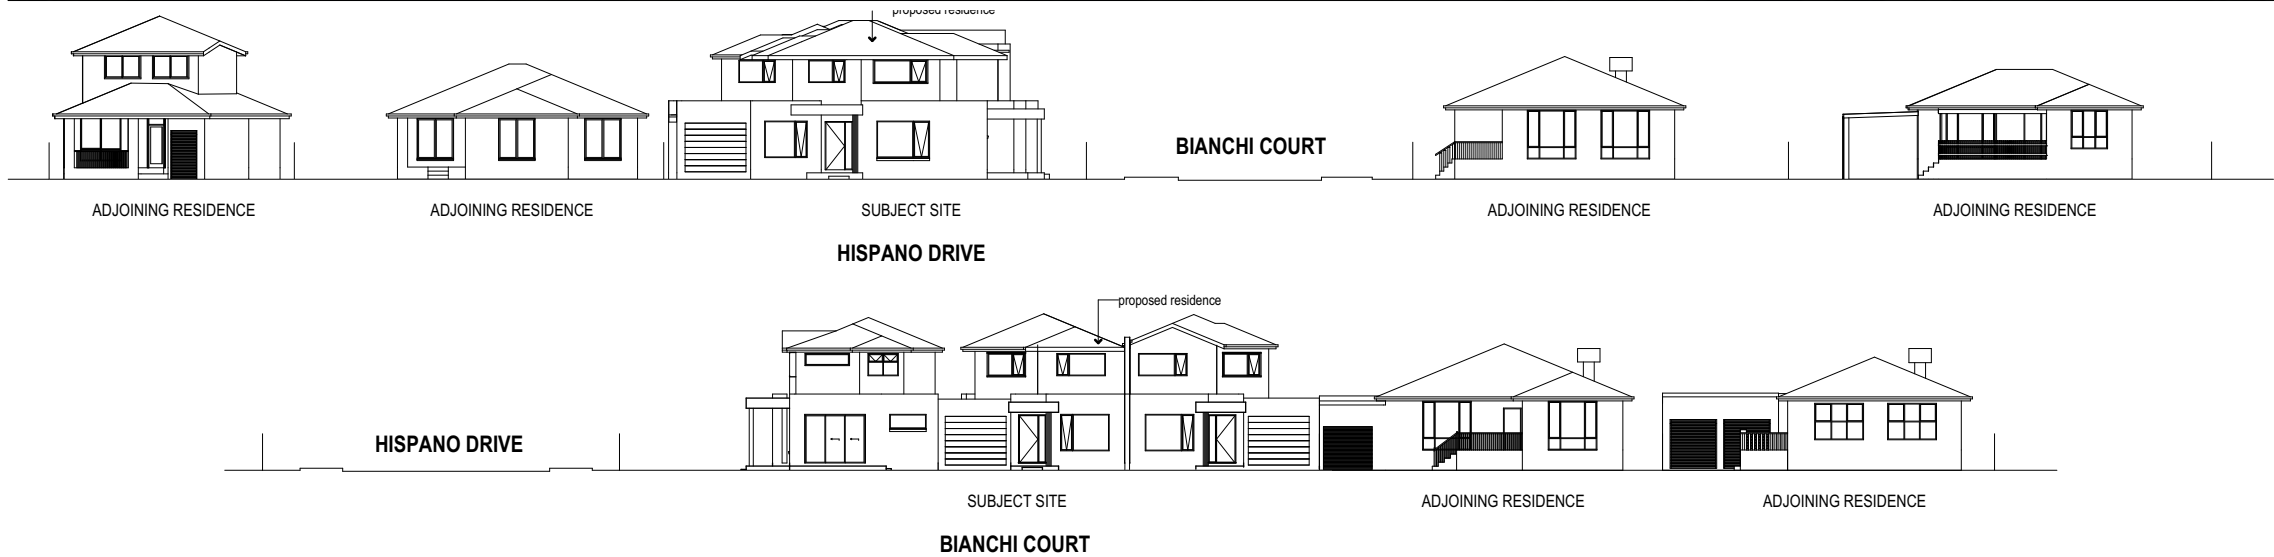 proposed residence
BIANCHI COURT
ADJOINING RESIDENCE
ADJOINING RESIDENCE
SUBJECT SITE
ADJOINING RESIDENCE
ADJOINING RESIDENCE
HISPANO DRIVE
proposed residence
HISPANO DRIVE
SUBJECT SITE
ADJOINING RESIDENCE
ADJOINING RESIDENCE
BIANCHI COURT